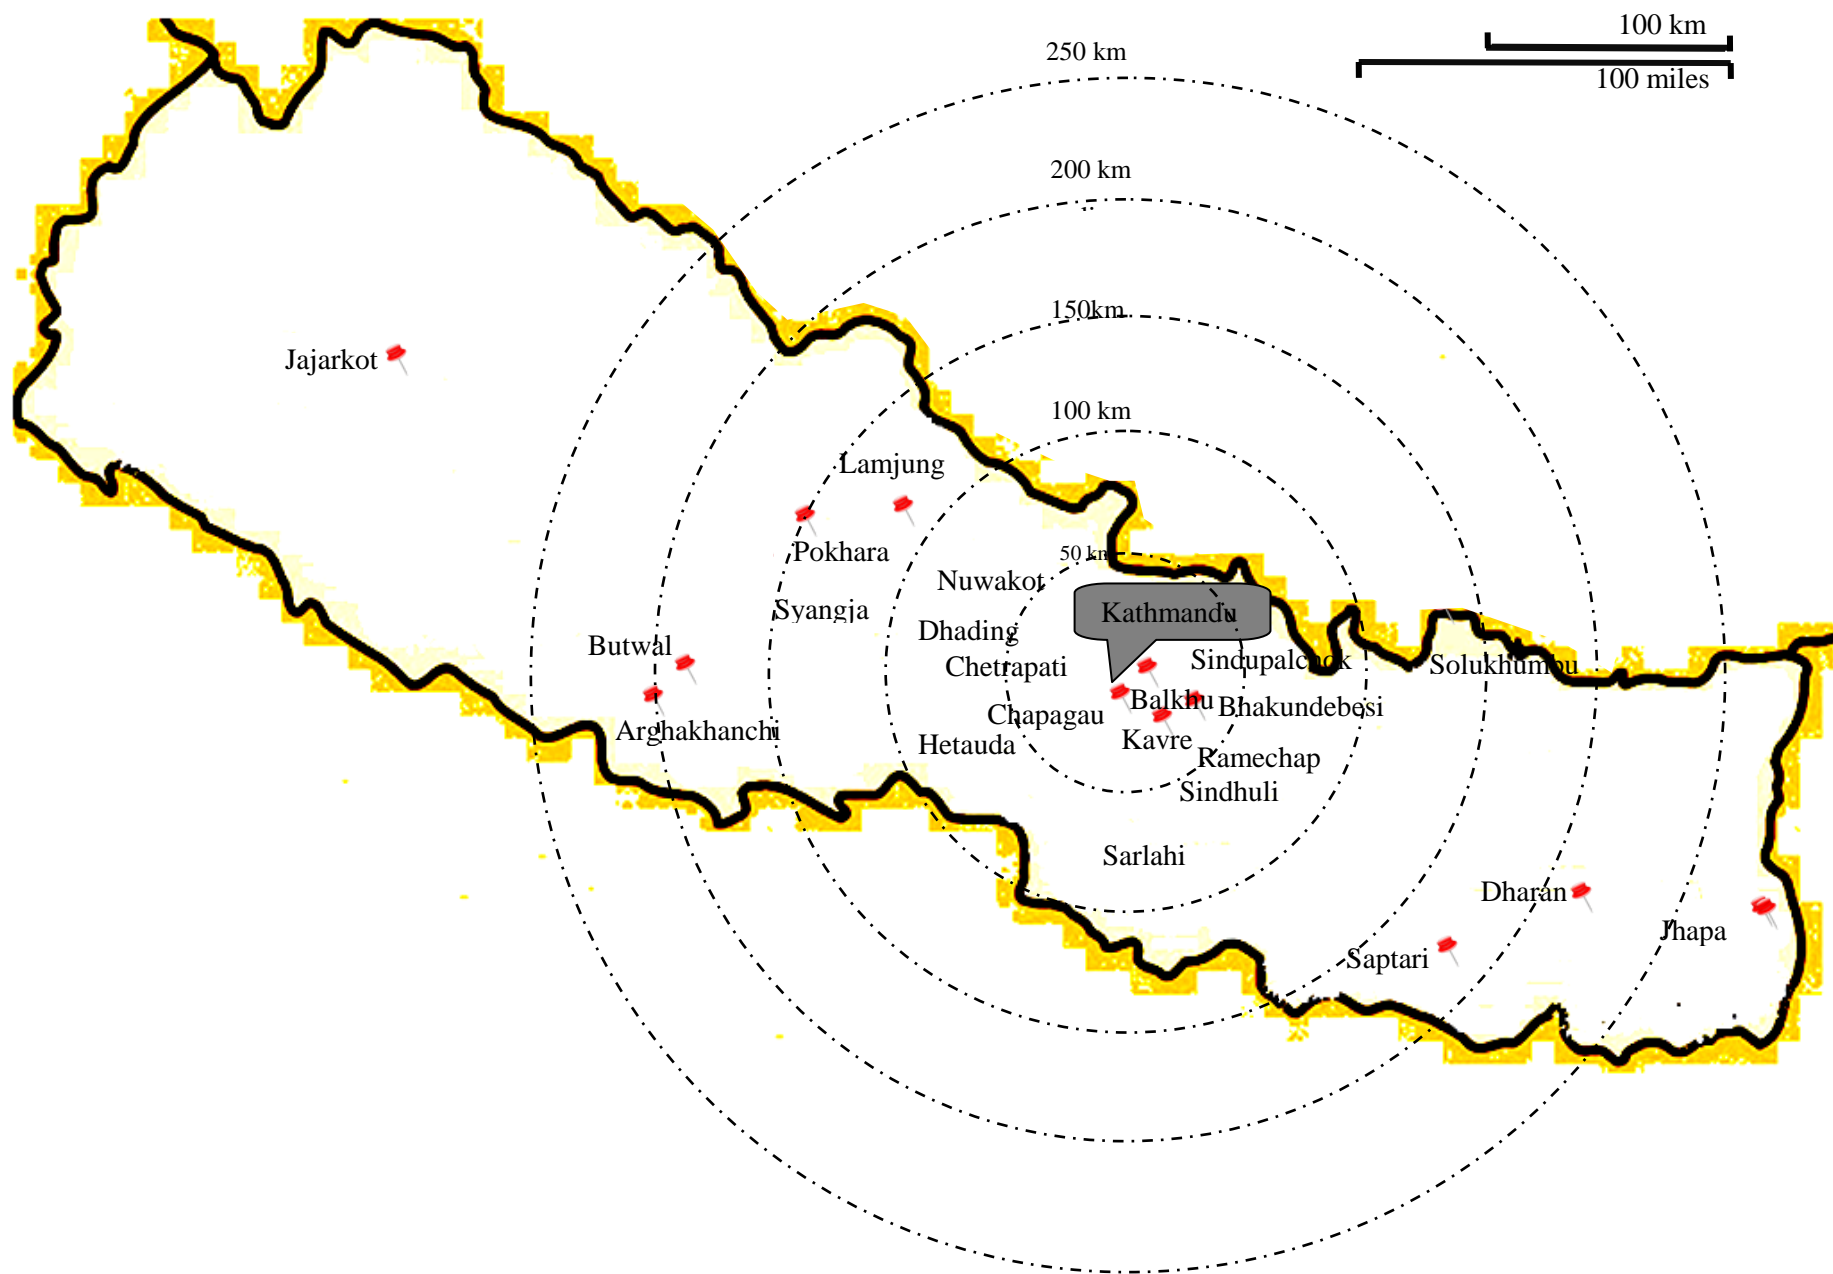 100 km
250 km
100 miles
200 km
150km
Jajarkot
100 km
Lamjung
Pokhara
50 km
Nuwakot
Syangja
Kathmandu
Dhading
Butwal
Chetrapati
Sindupalchok
Solukhumbu
Balkhu
Bhakundebesi
Chapagau
Arghakhanchi
Kavre
Hetauda
Ramechap
Sindhuli
Sarlahi
Dharan
Jhapa
Saptari